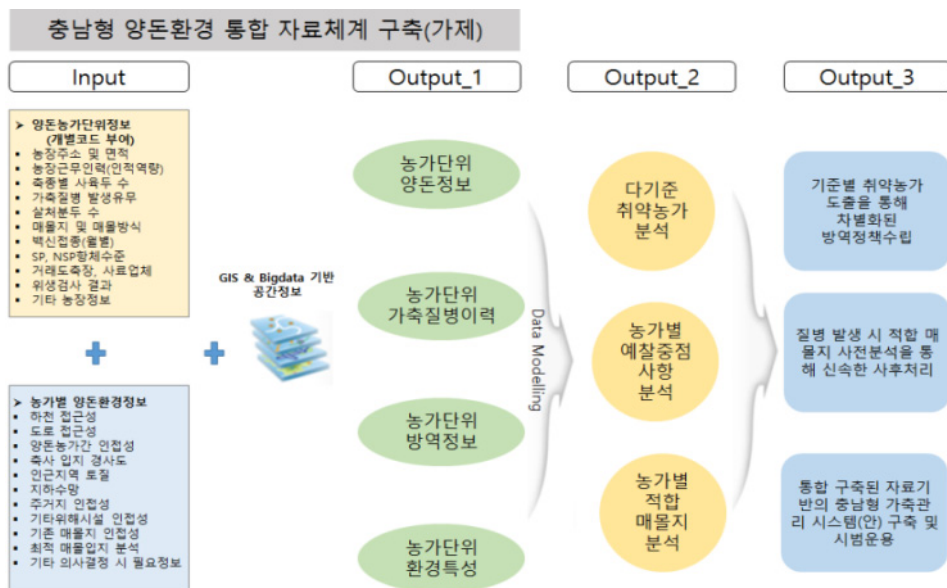 충남형 양돈환경 통합 자료체계 구축(가제)
Input
➤ 양돈농가단위정보
(개별코드 부여)
▪ 농장주소 및 면적
▪ 농장근무인력(인적역량)
▪ 축종별 사육두 수
▪ 가축질병 발생유무
▪ 살처분두 수
▪ 매몰지 및 매몰방식
▪ 백신접종(월별)
▪ SP, NSP항체수준
▪ 거래도축장, 사료업체
▪ 위생검사 결과
▪ 기타 농장정보
➤ 농가별 양돈환경정보
▪ 하천 접근성
▪ 도로 접근성
▪ 양돈농가간 인접성
▪ 축사 입지 경사도
▪ 인근지역 토질
▪ 지하수망
▪ 주거지 인접성
▪ 기타위해시설 인접성
▪ 기존 매몰지 인접성
▪ 최적 매몰입지 분석
▪ 기타 의사결정 시 필요정보
GIS & Bigdata 기반
공간정보
Output_1
농가단위
양돈정보
농가단위
가축질병이력
농가단위
방역정보
농가단위
환경특성
Data Modelling
Output_2
다기준
취약농가
분석
농가별
예찰중점
사항
분석
농가별
적합
매몰지
분석
Output_3
기준별 취약농가
도출을 통해
차별화된
방역정책수립
질병 발생 시 적합 매
몰지 사전분석을 통
해 신속한 사후처리
통합 구축된 자료기
반의 충남형 가축관
리 시스템(안) 구축 및
시범운용